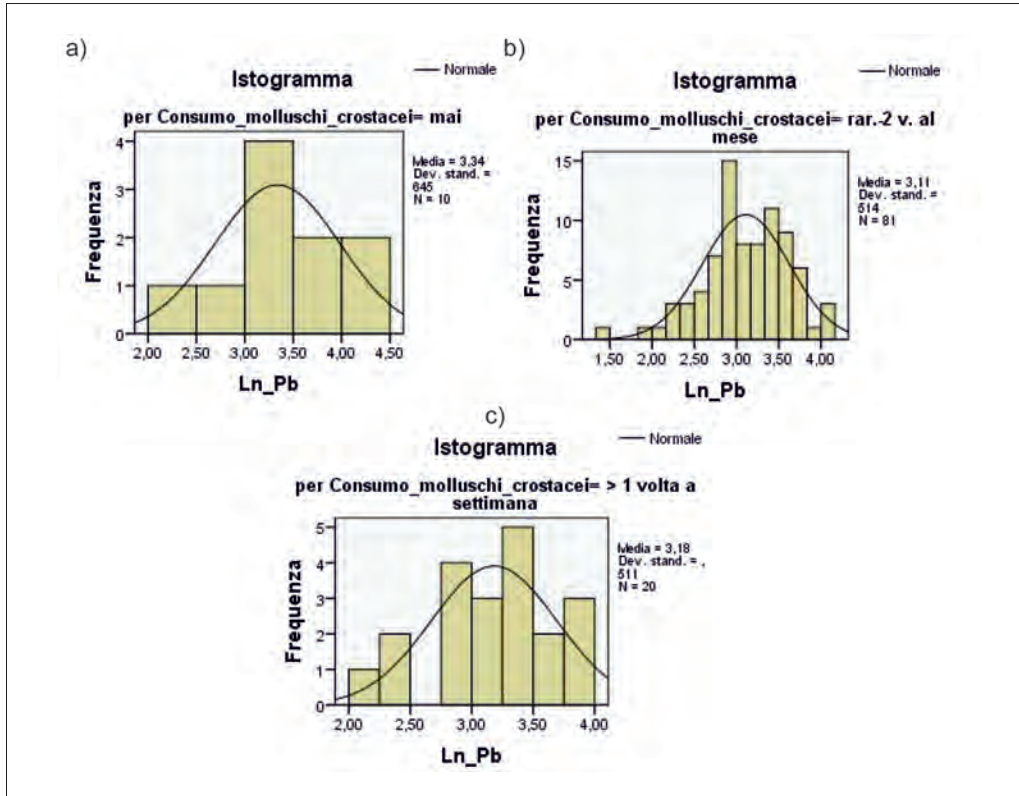 a)
Istogramma
Normale
per Consumo_molluschi_crostacei= mai
4
3
2
1
0
Frequenza
2,00 2,50 3,00 3,50 4,00 4,50
Ln_Pb
Media = 3,34
Dev. stand. =
645
N = 10
b)
Istogramma
Normale
per Consumo_molluschi_crostacei= rar.-2 v. al
mese
15
10
5
0
Frequenza
1,50 2,00 2,50 3,00 3,50 4,00
Ln_Pb
Media = 3,11
Dev. stand. =
514
N = 81
c)
Istogramma
Normale
per Consumo_molluschi_crostacei= > 1 volta a
settimana
5
4
3
2
1
0
Frequenza
2,00 2,50 3,00 3,50 4,00
Ln_Pb
Media = 3,18
Dev. stand. = ,
511
N = 20